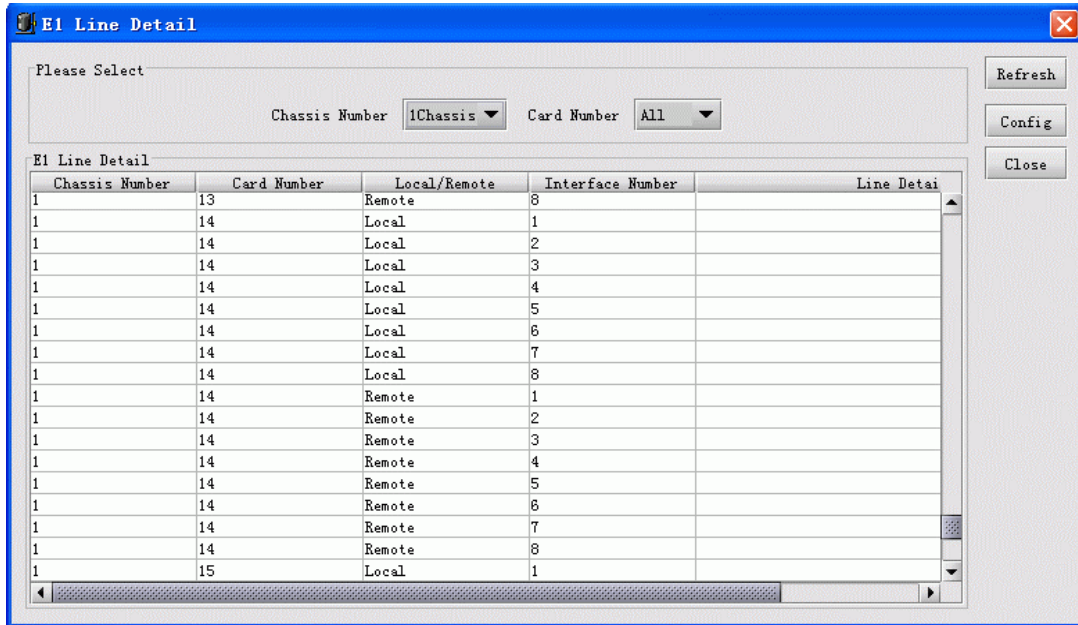 E1 Line Detail
Please Select
Chassis Number 1Chassis Card Number All
Refresh
Config
Close
E1 Line Detail
Chassis Number Card Number Local/Remote Interface Number Line Detai
1 13 Remote 8
1 14 Local 1
1 14 Local 2
1 14 Local 3
1 14 Local 4
1 14 Local 5
1 14 Local 6
1 14 Local 7
1 14 Local 8
1 14 Remote 1
1 14 Remote 2
1 14 Remote 3
1 14 Remote 4
1 14 Remote 5
1 14 Remote 6
1 14 Remote 7
1 14 Remote 8
1 15 Local 1